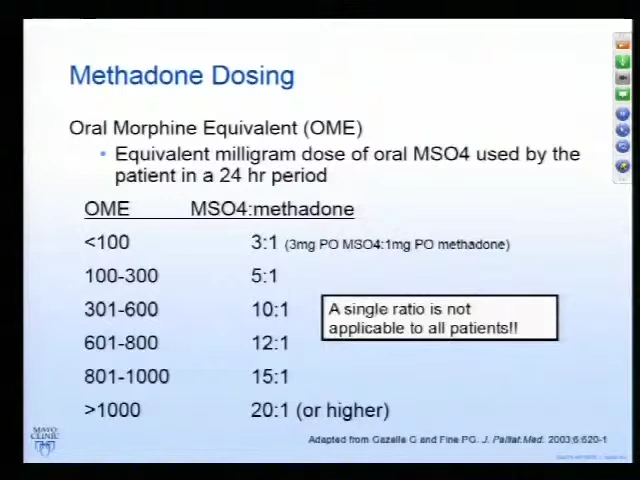 Methadone Dosing
Oral Morphine Equivalent (OME)
• Equivalent milligram dose of oral MSO4 used by the
patient in a 24 hr period
OME MSO4:methadone
<100 3:1 (3mg PO MSO4:1mg PO methadone)
100-300 5:1
301-600 10:1
A single ratio is not
applicable to all patients!!
601-800 12:1
801-1000 15:1
>1000 20:1 (or higher)
MAYO
CLINIC
Adapted from Gazelle G and Fine PG. J. Palliat.Med. 2003;6:620-1